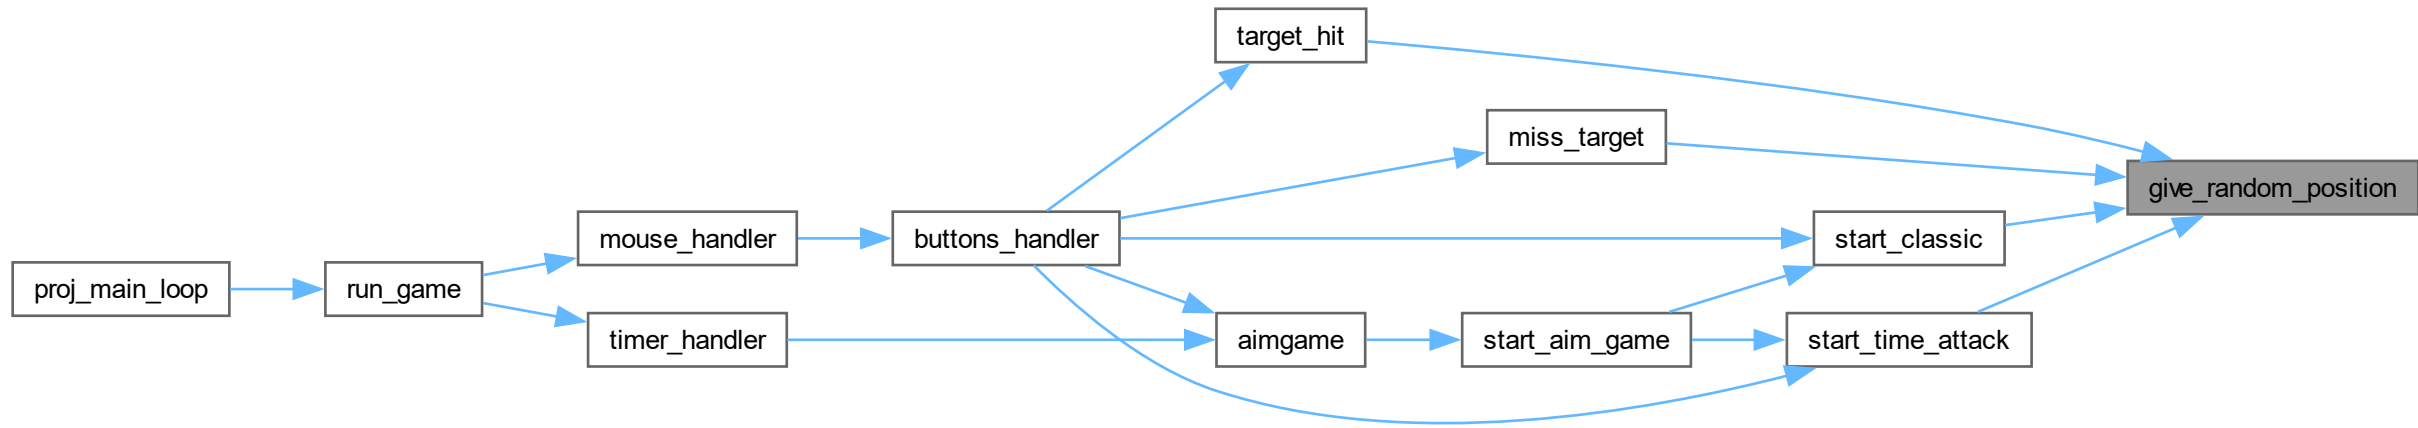 target_hit
miss_target
give_random_position
mouse_handler
buttons_handler
start_classic
proj_main_loop
run_game
timer_handler
aimgame
start_aim_game
start_time_attack